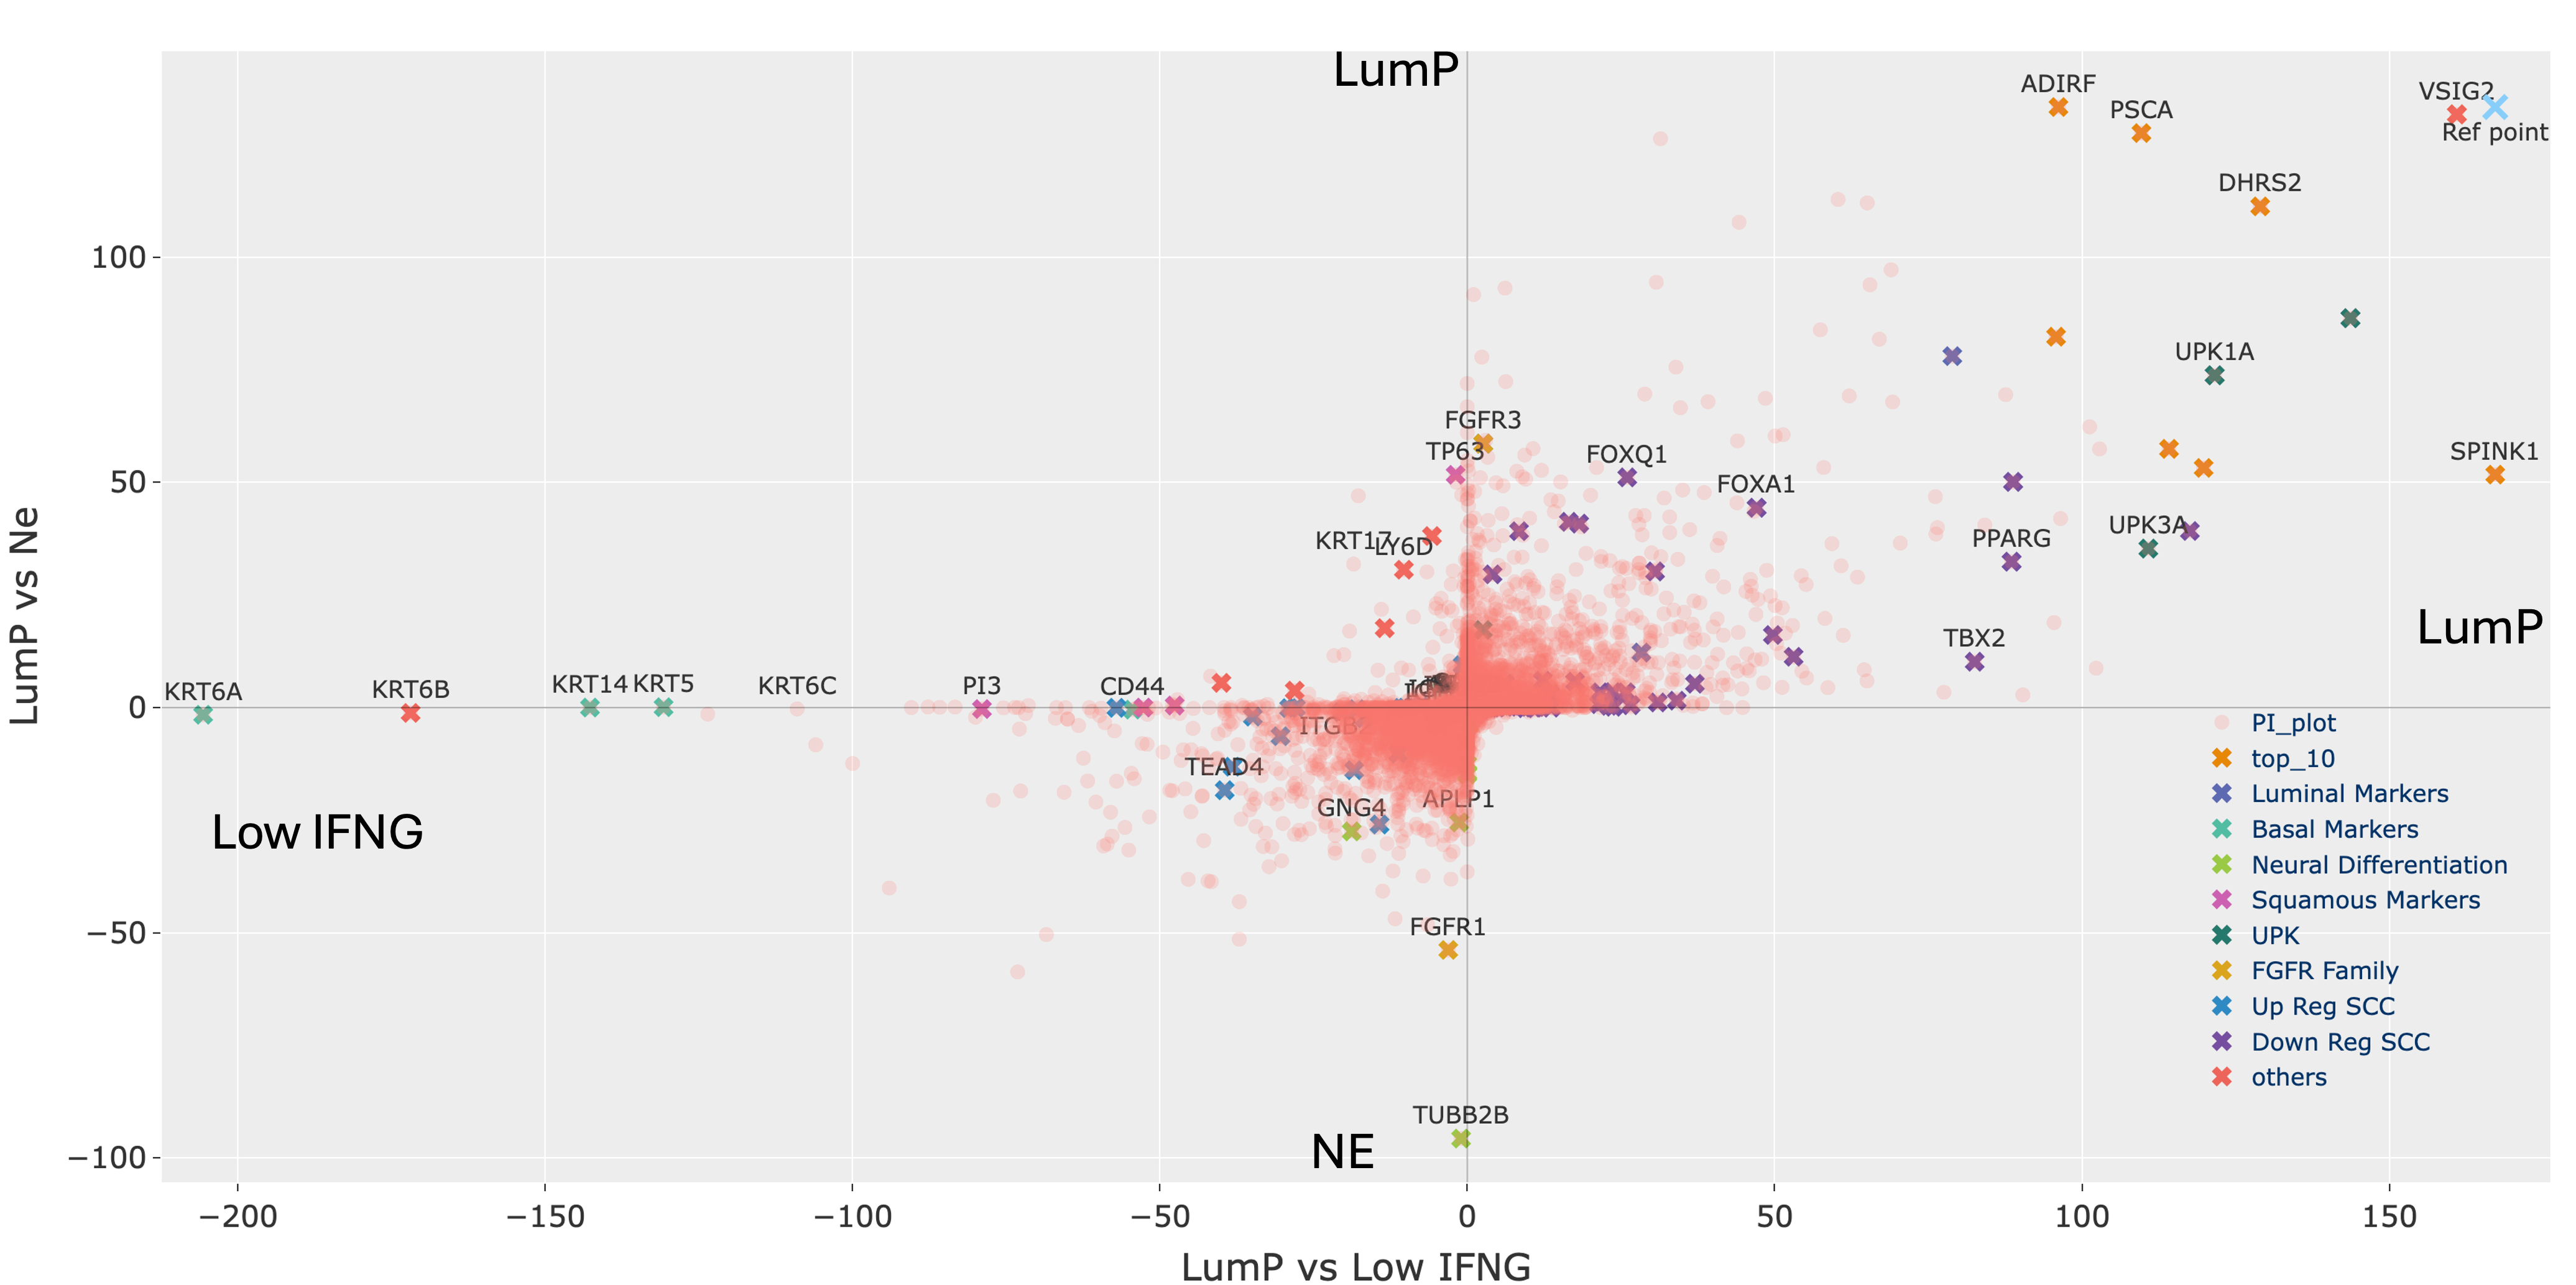 LumP
ADIRF
VSIG2
PSCA
Ref point
DHRS2
100
UPK1A
FGFR3
TP63
FOXQ1
SPINK1
50
FOXA1
KRT17
LY6D
UPK3A
PPARG
LumP
TBX2
KRT6A
KRT6B
KRT14
KRT5
KRT6C
PI3
CD44
0
PI_plot
top_10
Luminal Markers
Basal Markers
Neural Differentiation
Squamous Markers
UPK
FGFR Family
Up Reg SCC
Down Reg SCC
others
TEAD4
GNG4
APLP1
Low IFNG
FGFR1
−50
TUBB2B
NE
−100
−200
−150
−100
−50
0
50
100
150
LumP vs Low IFNG
LumP vs Ne